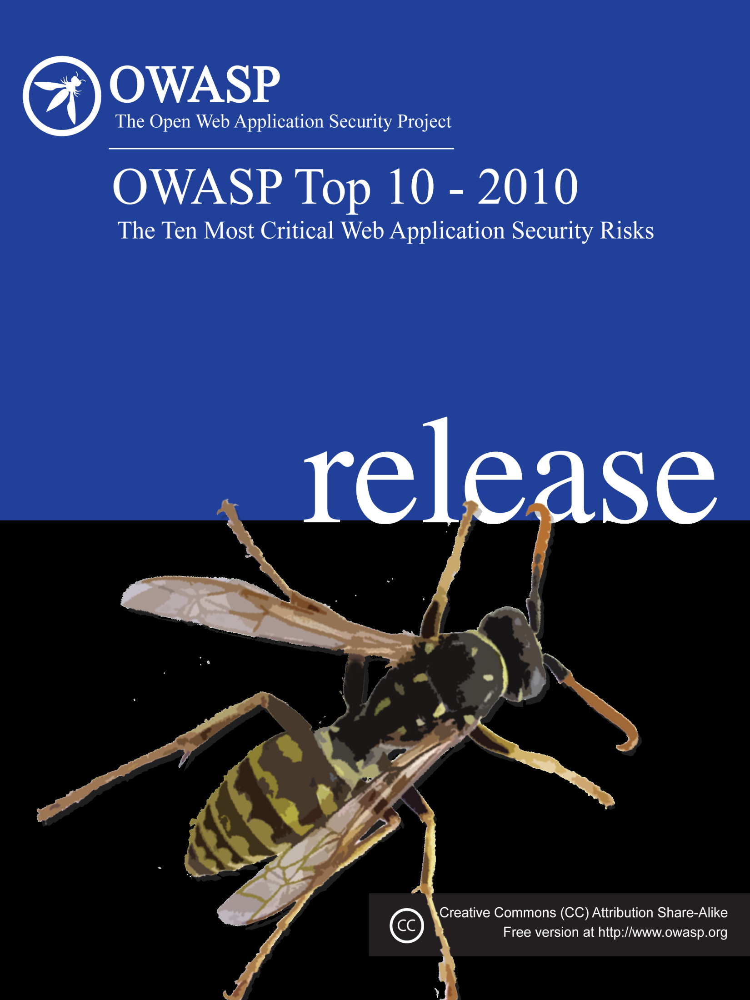 OWASP
The Open Web Application Security Project
OWASP Top 10 - 2010
The Ten Most Critical Web Application Security Risks
release
cc
Creative Commons (CC) Attribution Share-Alike
Free version at http://www.owasp.org